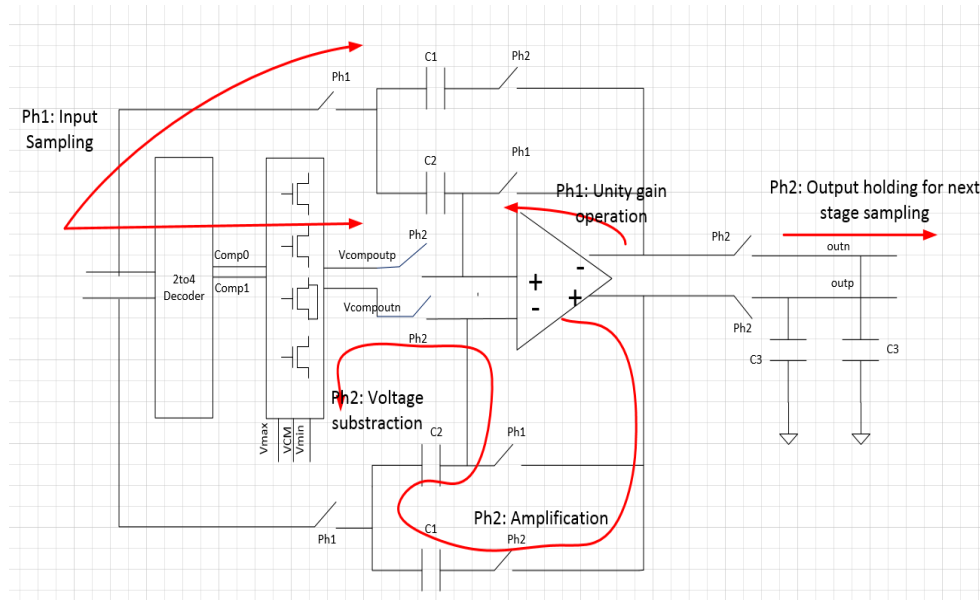 C1
Ph2
Ph1
Ph1: Input
Sampling
C2
Ph1
Ph1: Unity gain
operation
Ph2: Output holding for next
stage sampling
Ph2
Ph2
outn
Comp0
Vcompoutp
outp
2to4
Decoder
Comp1
+
-
-
+
Vcompoutn
Ph2
Ph2
C3
C3
Ph2: Voltage
substraction
Vmax
VCM
Vmin
C2
Ph1
Ph2: Amplification
C1
Ph1
Ph2